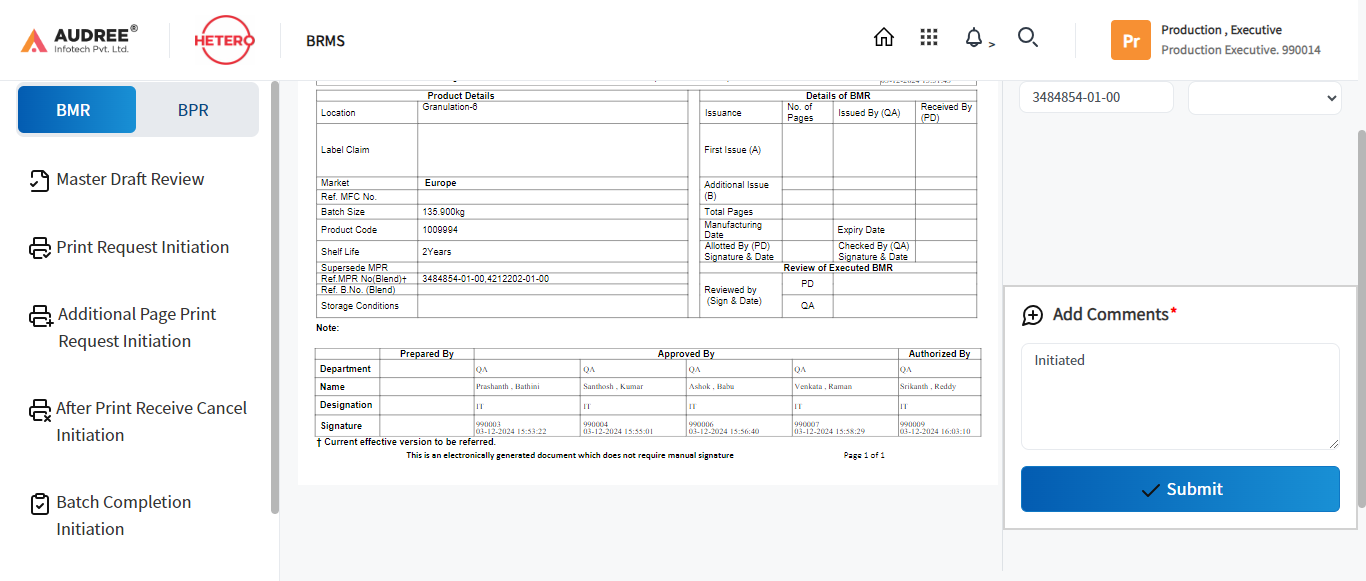 AUDREE®
Infotech Pvt. Ltd.
HETERO
BRMS
>
Pr
Production , Executive
Production Executive. 990014
BMR
BPR
Master Draft Review
Print Request Initiation
Additional Page Print
Request Initiation
After Print Receive Cancel
Initiation
Batch Completion
Initiation
Product Details
Location
Granulation-6
Label Claim
Market
Europe
Ref. MFC No.
Batch Size
135.900kg
Product Code
1009994
Shelf Life
2Years
Supersede MPR
Ref.MPR No(Blend)†
3484854-01-00,4212202-01-00
Ref. B.No. (Blend)
Storage Conditions
Details of BMR
Issuance
No. of
Pages
Issued By (QA)
Received By
(PD)
First Issue (A)
Additional Issue
(B)
Total Pages
Manufacturing
Date
Expiry Date
Allotted By (PD)
Signature & Date
Checked By (QA)
Signature & Date
Review of Executed BMR
Reviewed by
(Sign & Date)
PD
QA
Note:
Prepared By
Approved By
Authorized By
Department
QA
QA
QA
QA
QA
Name
Prashanth , Bathini
Santhosh , Kumar
Ashok , Babu
Venkata , Raman
Srikanth , Reddy
Designation
IT
IT
IT
IT
IT
Signature
990003
03-12-2024 15:53:22
990004
03-12-2024 15:55:01
990006
03-12-2024 15:56:40
990007
03-12-2024 15:58:29
990009
03-12-2024 16:03:10
† Current effective version to be referred.
This is an electronically generated document which does not require manual signature
Page 1 of 1
3484854-01-00
Add Comments*
Initiated
Submit